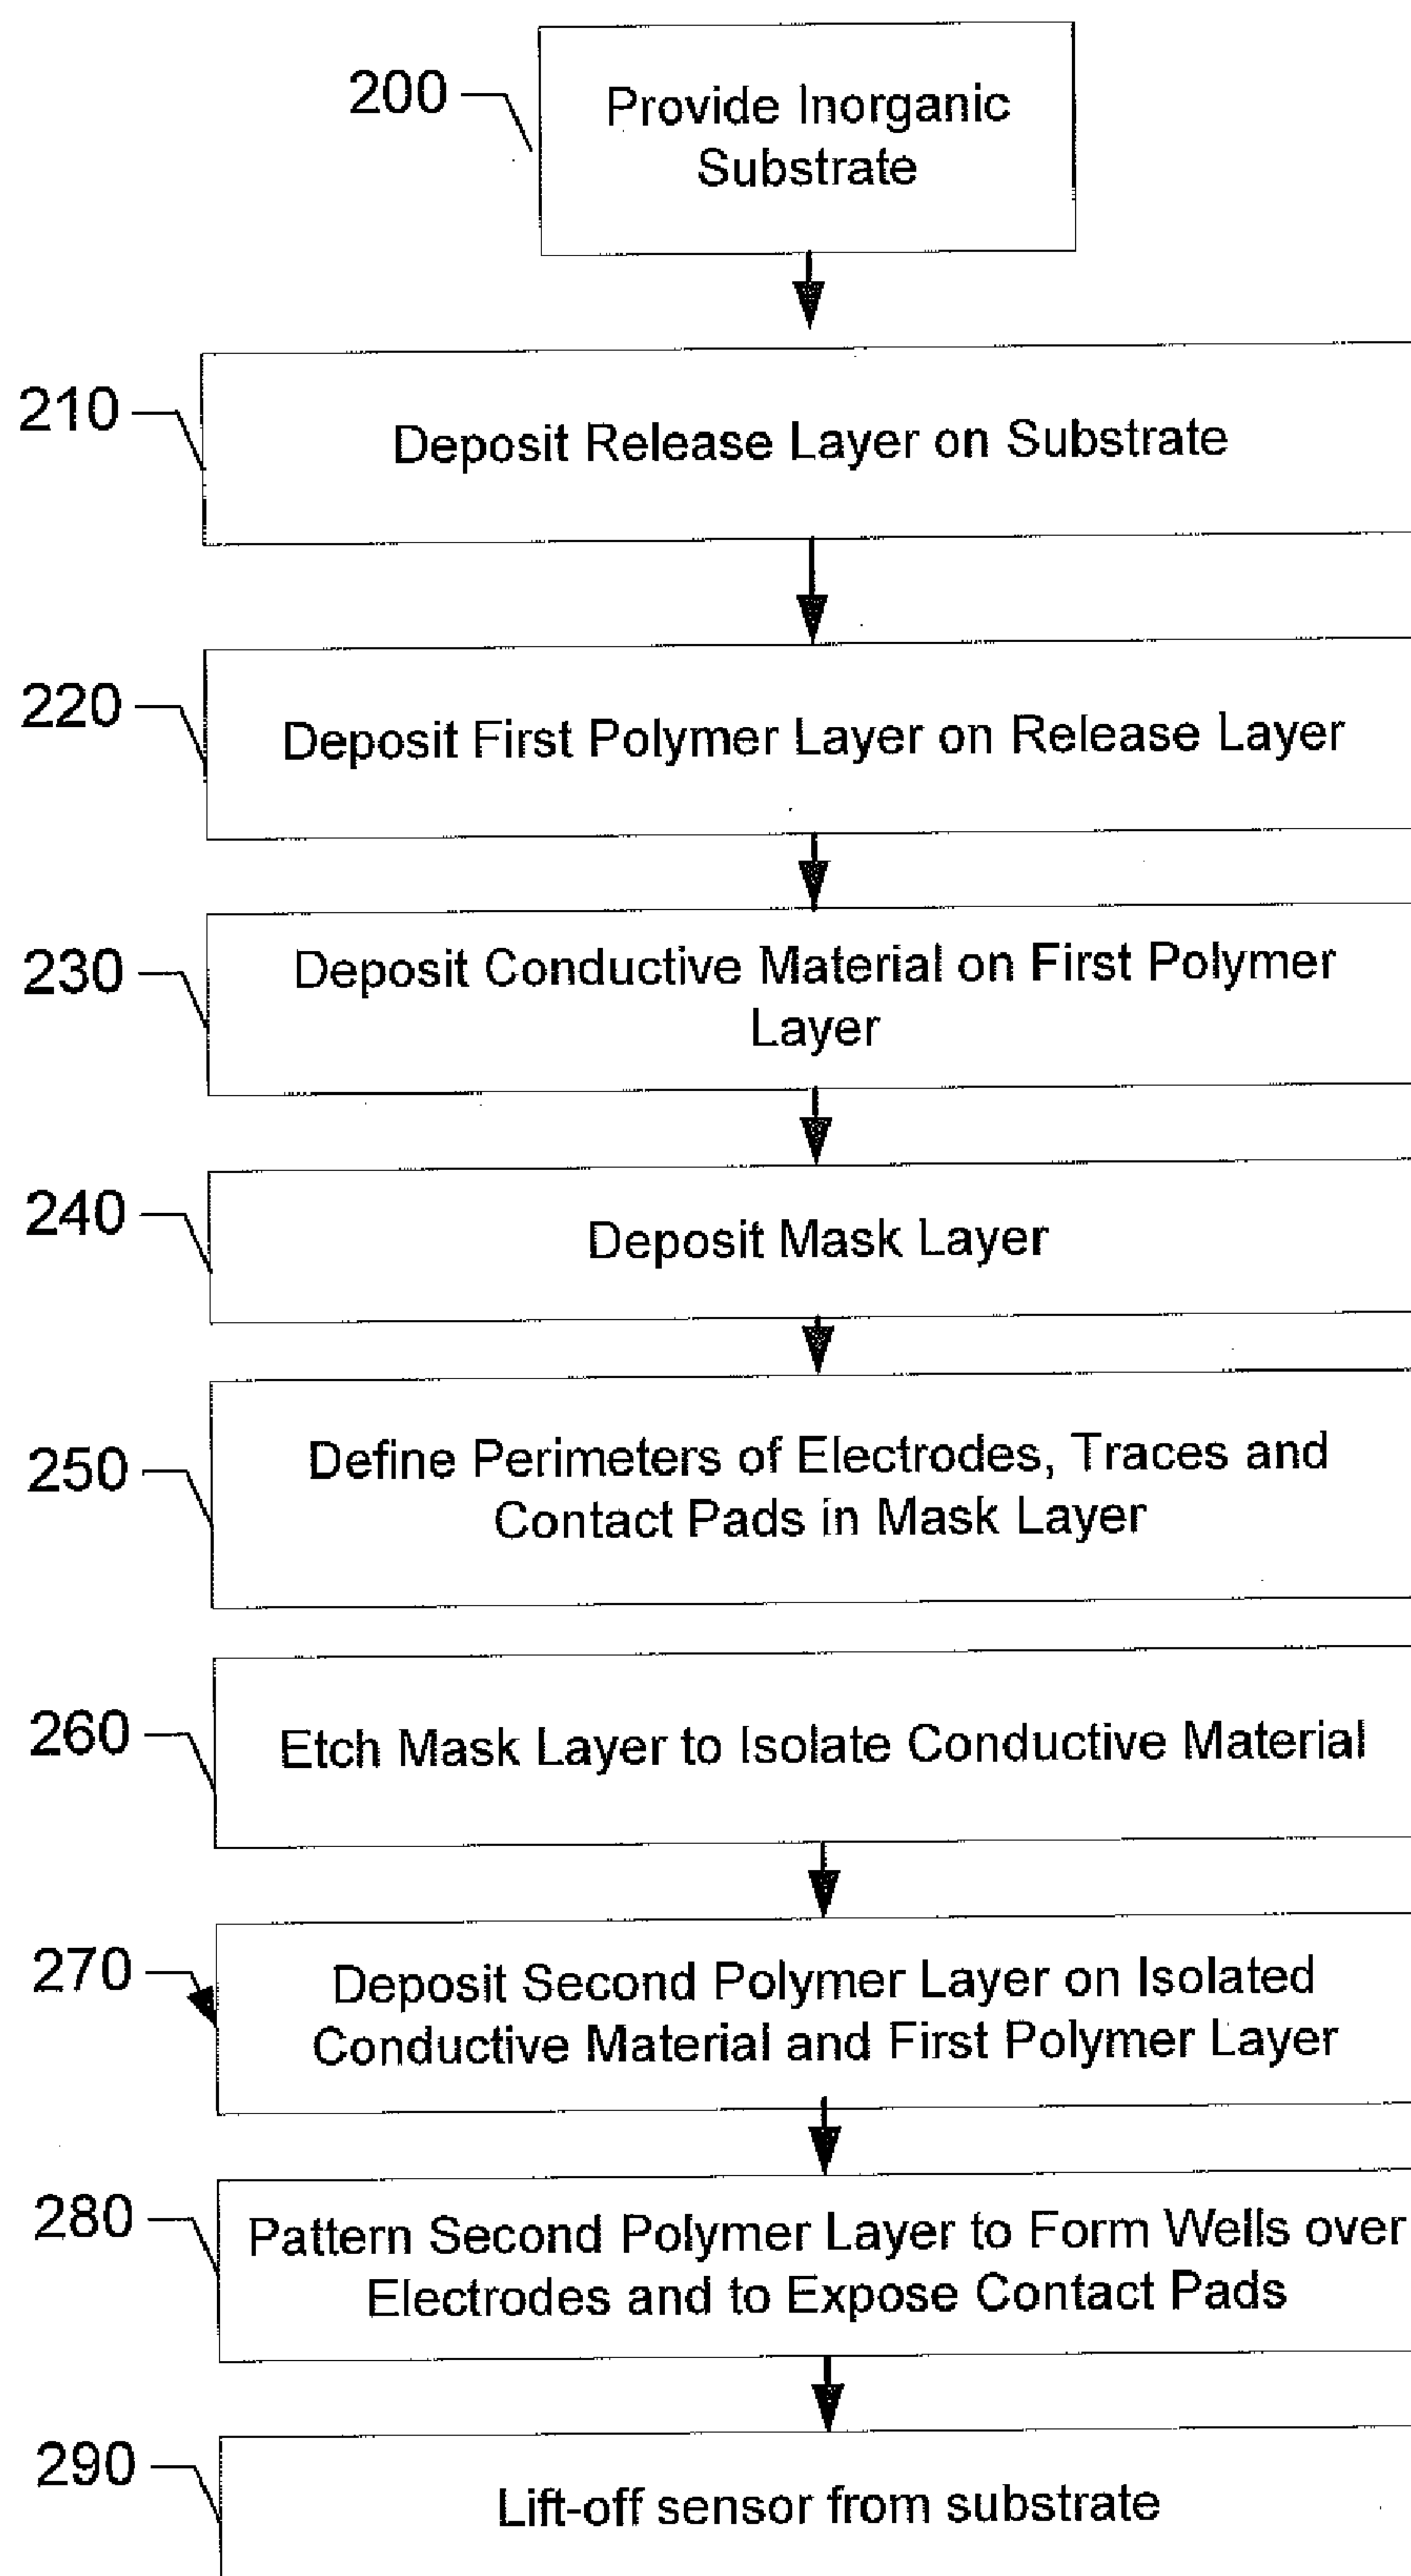 200
Provide Inorganic
Substrate
210
Deposit Release Layer on Substrate
220
Deposit First Polymer Layer on Release Layer
230
Deposit Conductive Material on First Polymer
Layer
240
Deposit Mask Layer
250
Define Perimeters of Electrodes, Traces and
Contact Pads in Mask Layer
260
Etch Mask Layer to Isolate Conductive Material
270
Deposit Second Polymer Layer on Isolated
Conductive Material and First Polymer Layer
280
Pattern Second Polymer Layer to Form Wells over
Electrodes and to Expose Contact Pads
290
Lift-off sensor from substrate